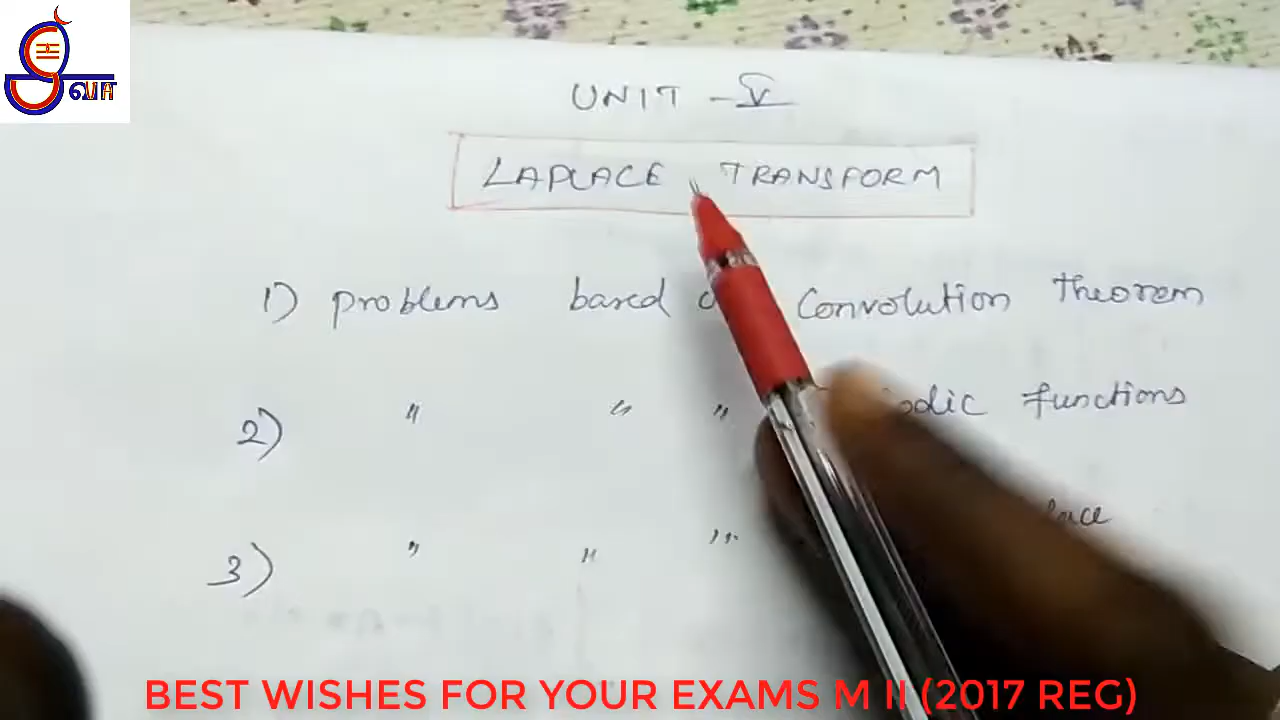 சிவா
UNIT - V
LAPLACE TRANSFORM
1) problems based Convolution theorem
2) " " " functions
3) " " "
BEST WISHES FOR YOUR EXAMS M II (2017 REG)